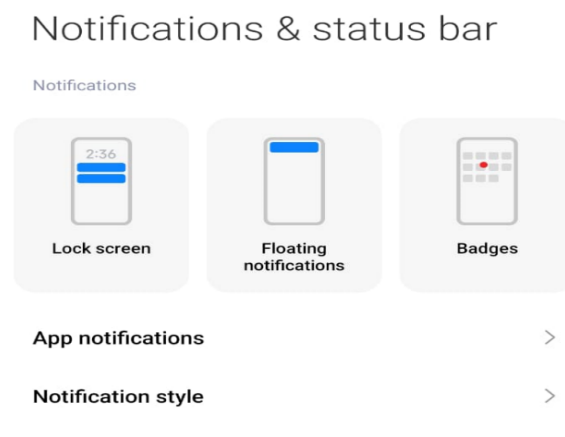 Notifications & status bar
Notifications
2:36
Lock screen
Floating
notifications
Badges
App notifications
Notification style